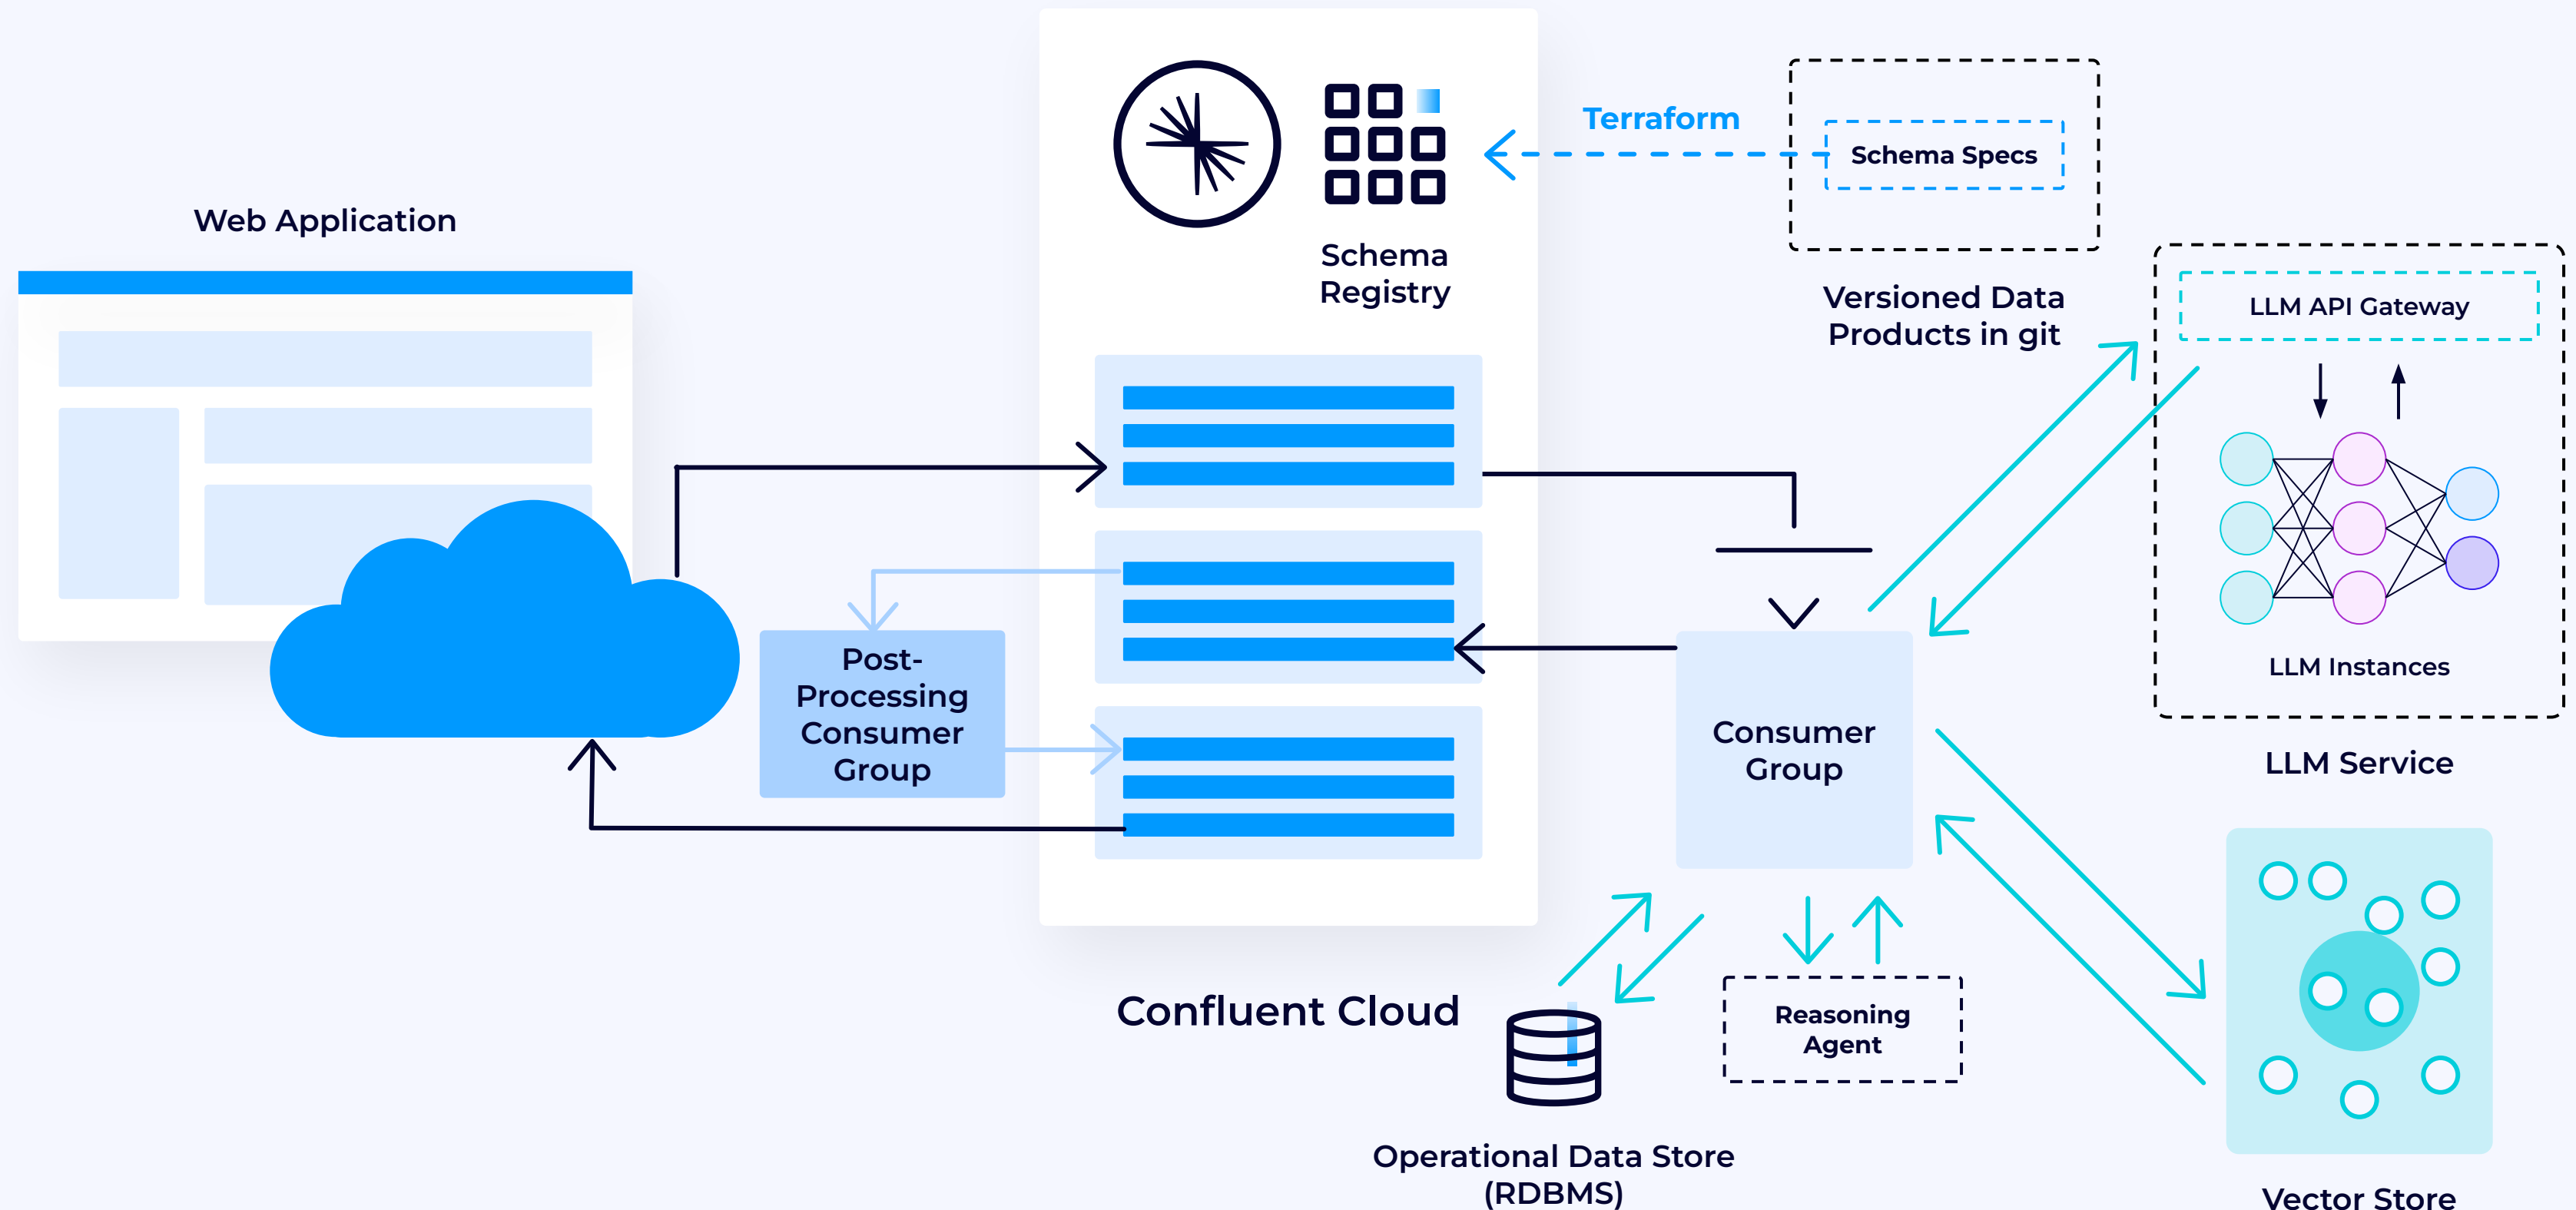 Web Application
Schema
Registry
Terraform
Schema Specs
Versioned Data
Products in git
LLM API Gateway
LLM Instances
LLM Service
Post-
Processing
Consumer
Group
Consumer
Group
Confluent Cloud
Reasoning
Agent
Operational Data Store
(RDBMS)
Vector Store